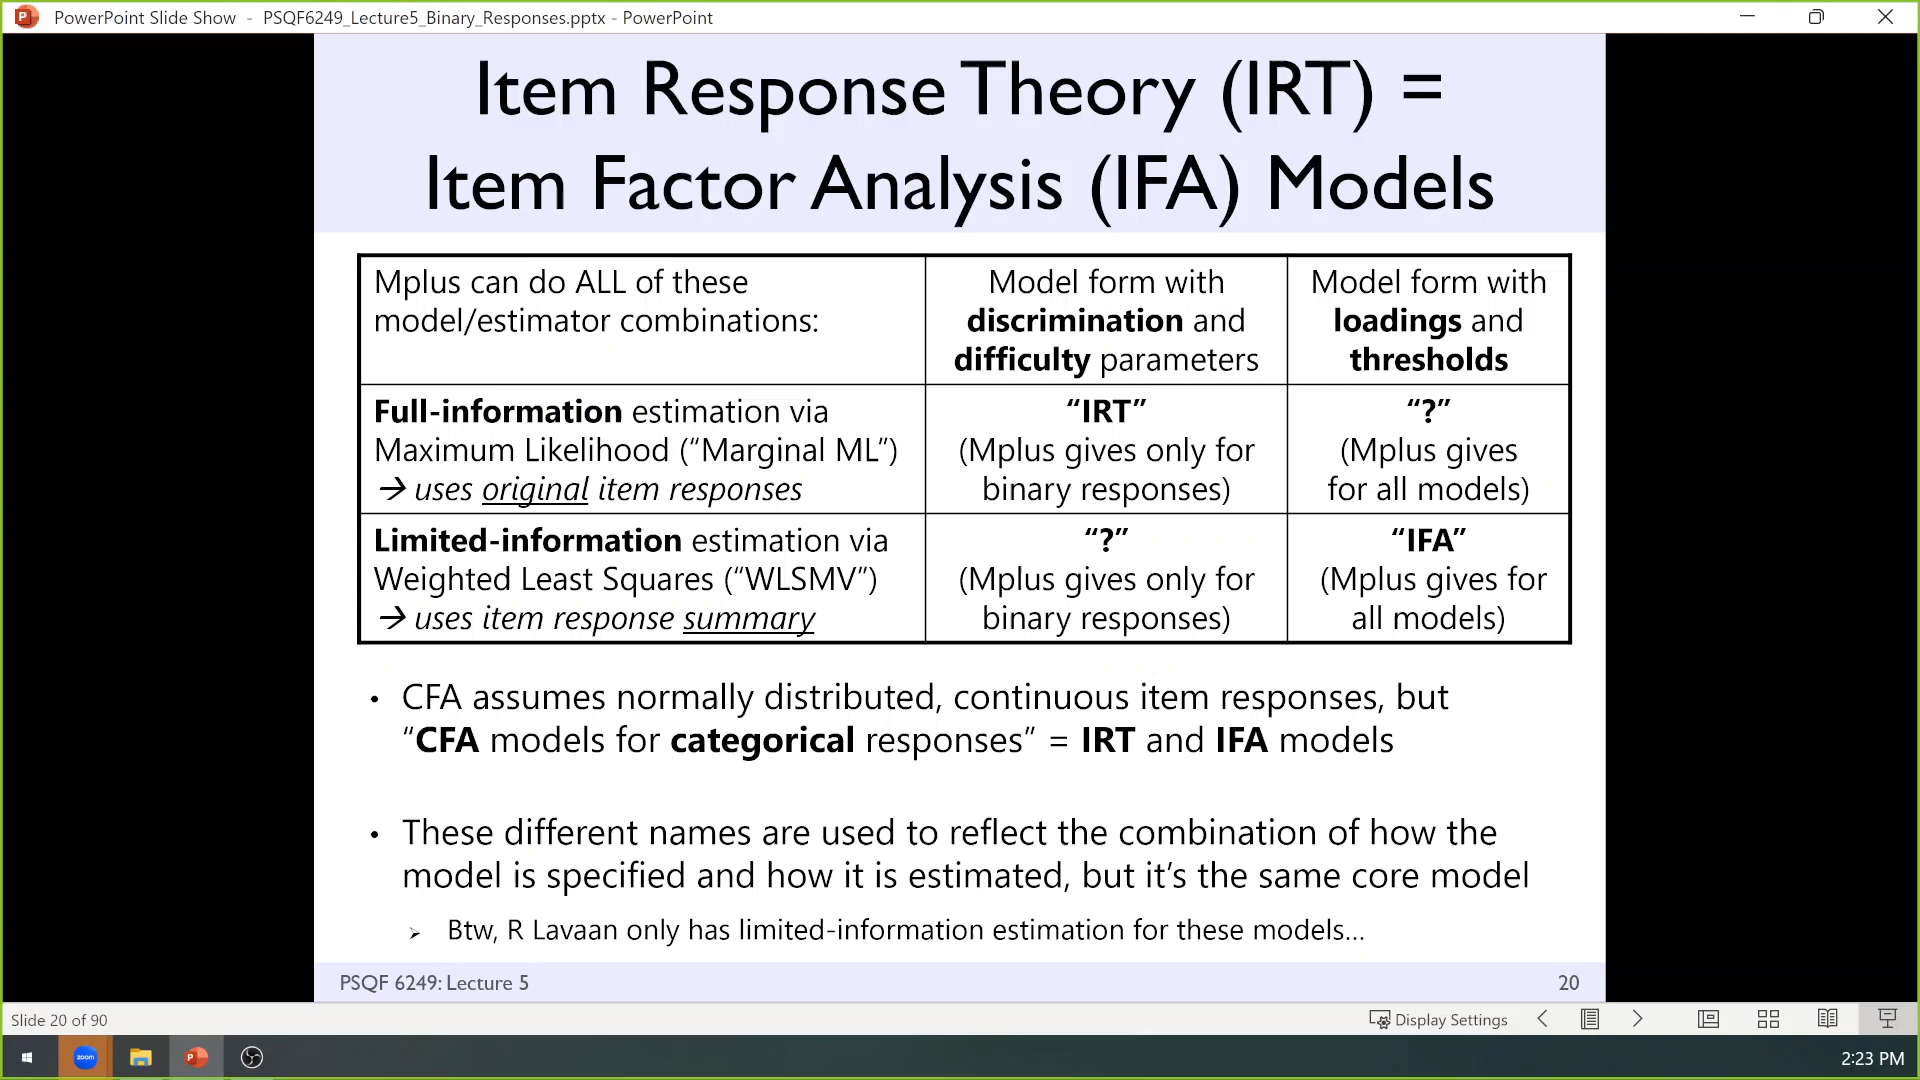 PowerPoint Slide Show - PSQF6249_Lecture5_Binary_Responses.pptx - PowerPoint
Item Response Theory (IRT) =
Item Factor Analysis (IFA) Models
Mplus can do ALL of these
model/estimator combinations:
Model form with
discrimination and
difficulty parameters
Model form with
loadings and
thresholds
Full-information estimation via
Maximum Likelihood (“Marginal ML”)
→ uses original item responses
“IRT”
(Mplus gives only for
binary responses)
“?”
(Mplus gives
for all models)
Limited-information estimation via
Weighted Least Squares (“WLSMV”)
→ uses item response summary
“?”
(Mplus gives only for
binary responses)
“IFA”
(Mplus gives for
all models)
• CFA assumes normally distributed, continuous item responses, but
“CFA models for categorical responses” = IRT and IFA models
• These different names are used to reflect the combination of how the
model is specified and how it is estimated, but it’s the same core model
➢ Btw, R Lavaan only has limited-information estimation for these models…
PSQF 6249: Lecture 5
20
Slide 20 of 90
Display Settings
zoom
2:23 PM